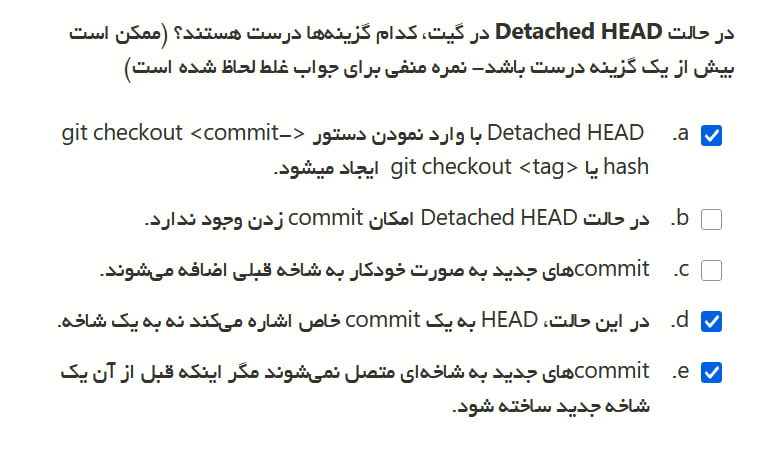 در حالت Detached HEAD در گیت، کدام گزینه‌ها درست هستند؟ (ممکن است
بیش از یک گزینه درست باشد- نمره منفی برای جواب غلط لحاظ شده است)
a. Detached HEAD با وارد نمودن دستور git checkout <commit-
hash> یا git checkout <tag> ایجاد میشود.
b. در حالت Detached HEAD امکان commit زدن وجود ندارد.
c. commitهای جدید به صورت خودکار به شاخه قبلی اضافه می‌شوند.
d. در این حالت، HEAD به یک commit خاص اشاره می‌کند نه به یک شاخه.
e. commitهای جدید به شاخه‌ای متصل نمی‌شوند مگر اینکه قبل از آن یک
شاخه جدید ساخته شود.